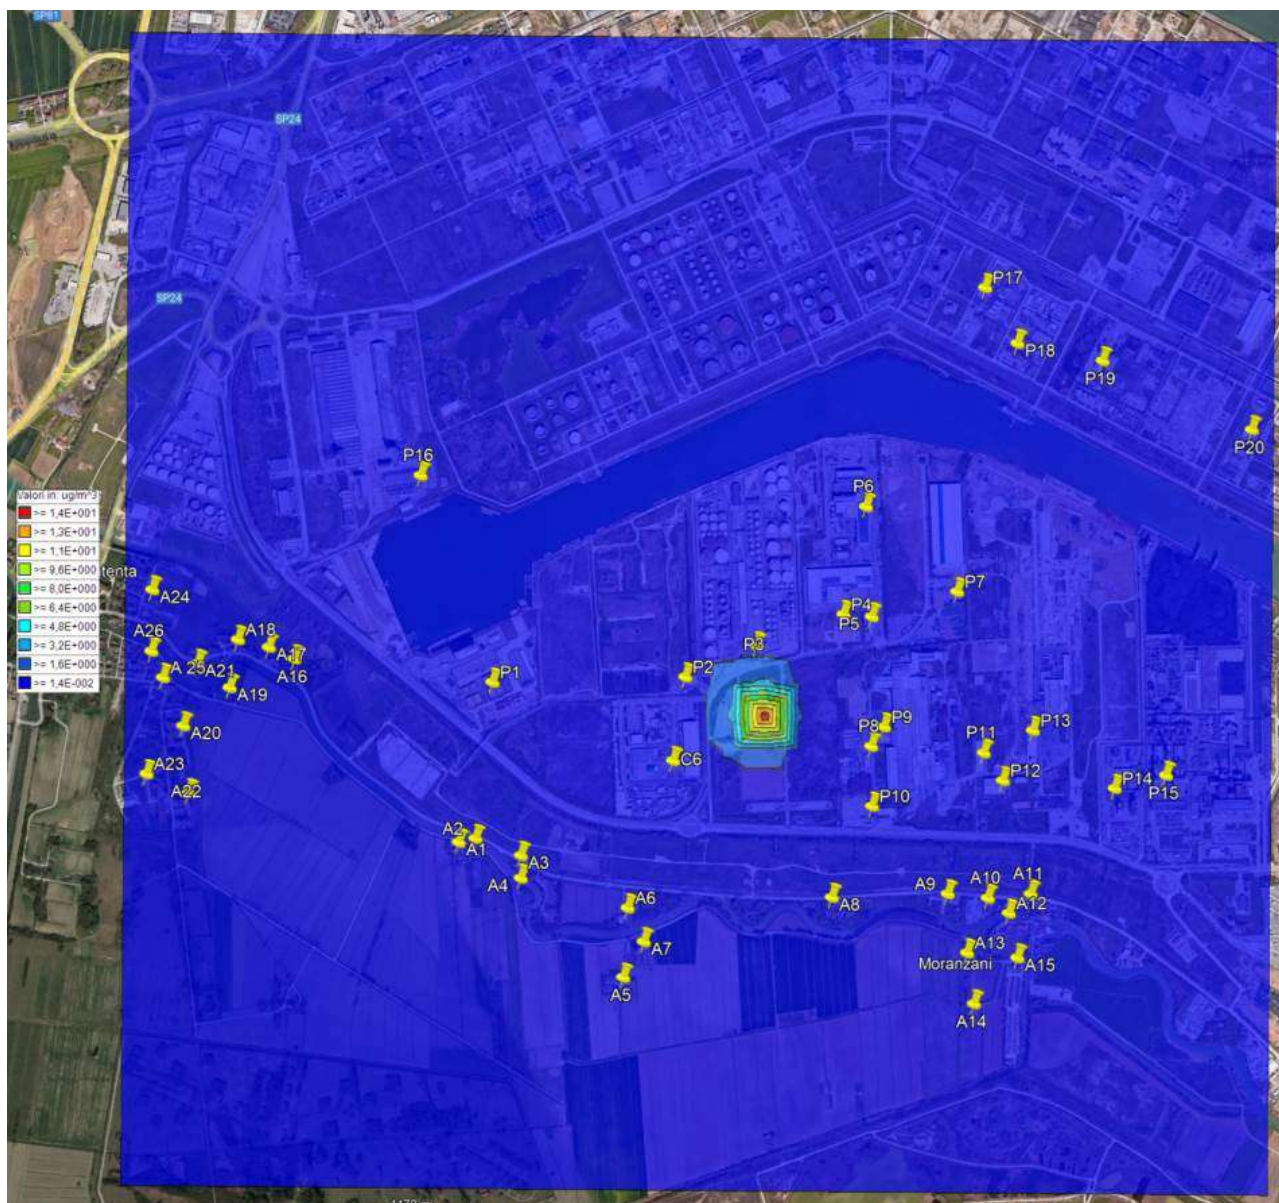 SP81
SP24
SP24
P17
P18
P19
P20
P16
P6
Valori in: ug/m^3
>= 1,4E+001
>= 1,3E+001
>= 1,1E+001
>= 9,6E+000
>= 8,0E+000
>= 6,4E+000
>= 4,8E+000
>= 3,2E+000
>= 1,6E+000
>= 1,4E-002
tenta
A24
P7
P4
P5
A26
A18
A17
A 25
A21
A16
A19
P3
P2
P1
A20
P9
P8
P13
P11
C6
P12
A23
A22
P14
P15
P10
A2
A1
A3
A4
A6
A8
A9
A10
A11
A12
A7
A13
Moranzani
A15
A5
A14